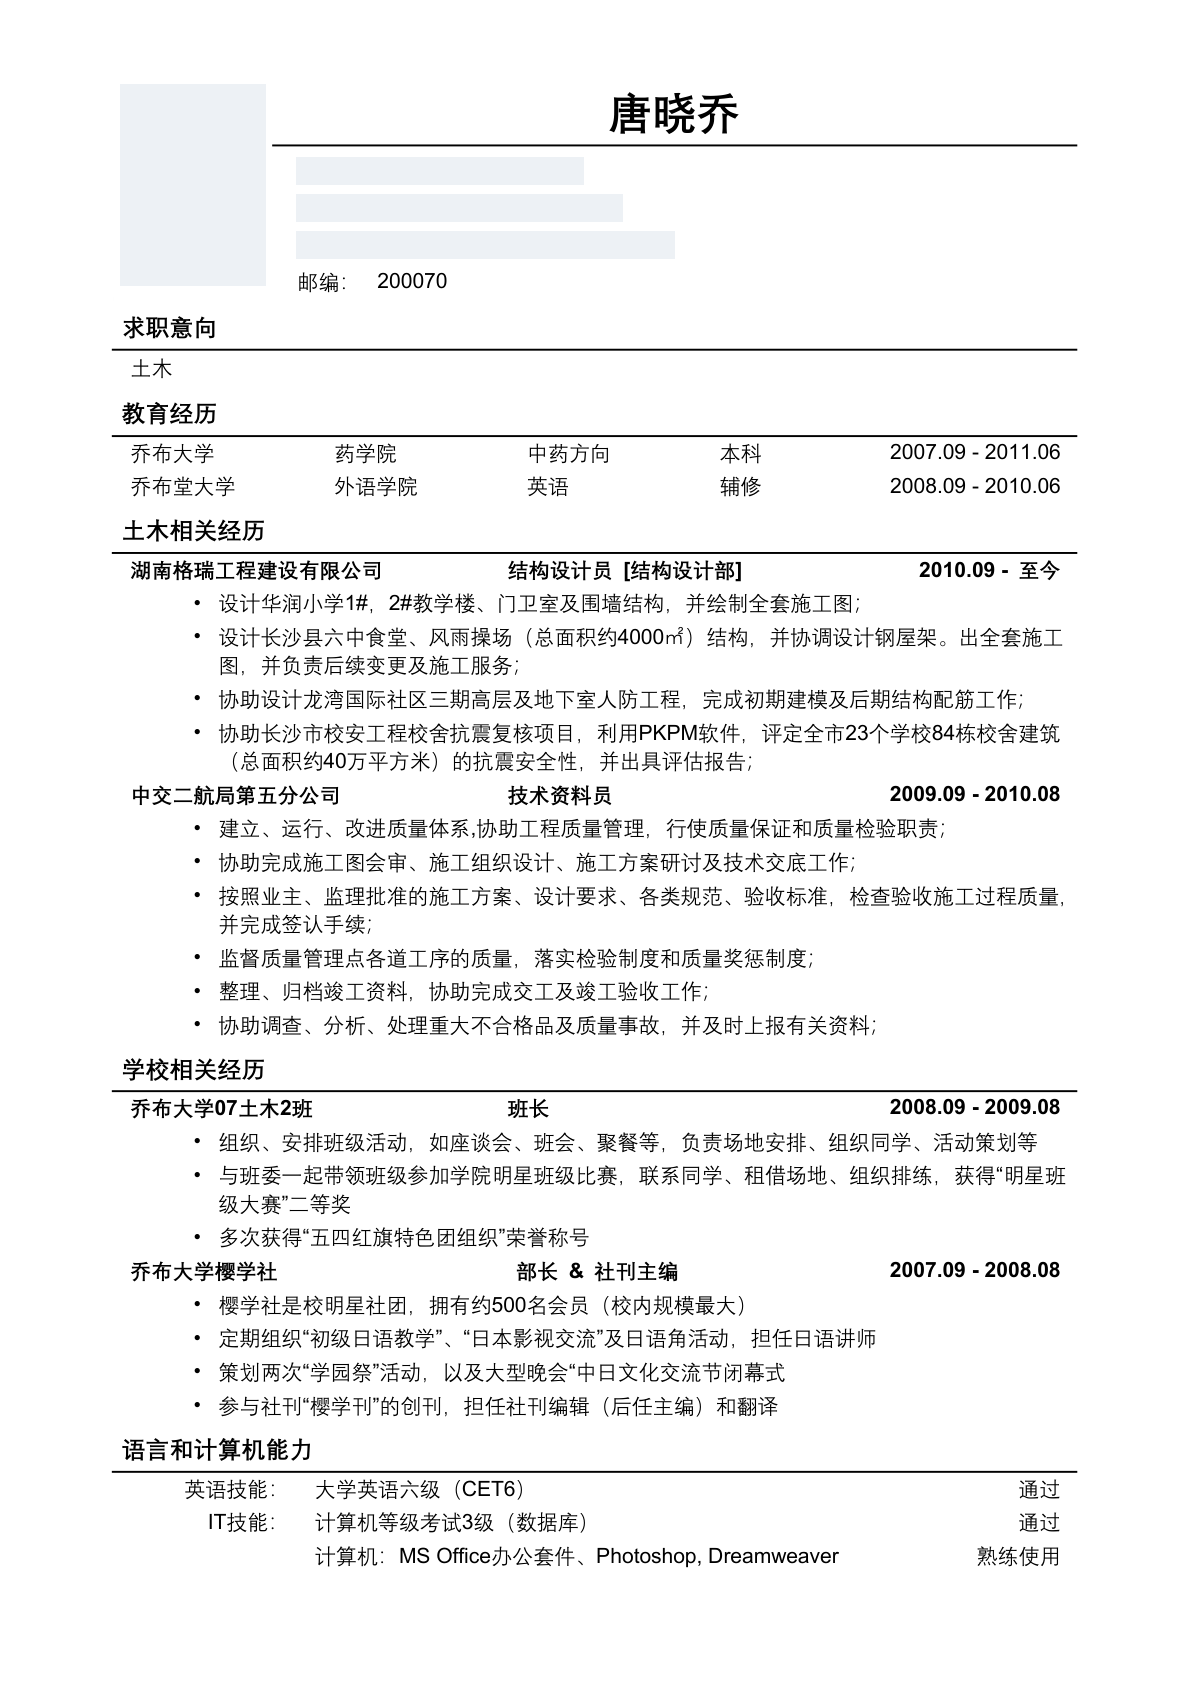 唐晓乔
邮编： 200070
求职意向
土木
教育经历
乔布大学 药学院 中药方向 本科 2007.09 - 2011.06
乔布堂大学 外语学院 英语 辅修 2008.09 - 2010.06
土木相关经历
湖南格瑞工程建设有限公司 结构设计员 [结构设计部] 2010.09 - 至今
• 设计华润小学1#，2#教学楼、门卫室及围墙结构，并绘制全套施工图；
• 设计长沙县六中食堂、风雨操场（总面积约4000㎡）结构，并协调设计钢屋架。出全套施工
图，并负责后续变更及施工服务；
• 协助设计龙湾国际社区三期高层及地下室人防工程，完成初期建模及后期结构配筋工作；
• 协助长沙市校安工程校舍抗震复核项目，利用PKPM软件，评定全市23个学校84栋校舍建筑
（总面积约40万平方米）的抗震安全性，并出具评估报告；
中交二航局第五分公司 技术资料员 2009.09 - 2010.08
• 建立、运行、改进质量体系,协助工程质量管理，行使质量保证和质量检验职责；
• 协助完成施工图会审、施工组织设计、施工方案研讨及技术交底工作；
• 按照业主、监理批准的施工方案、设计要求、各类规范、验收标准，检查验收施工过程质量，
并完成签认手续；
• 监督质量管理点各道工序的质量，落实检验制度和质量奖惩制度；
• 整理、归档竣工资料，协助完成交工及竣工验收工作；
• 协助调查、分析、处理重大不合格品及质量事故，并及时上报有关资料；
学校相关经历
乔布大学07土木2班 班长 2008.09 - 2009.08
• 组织、安排班级活动，如座谈会、班会、聚餐等，负责场地安排、组织同学、活动策划等
• 与班委一起带领班级参加学院明星班级比赛，联系同学、租借场地、组织排练，获得“明星班
级大赛”二等奖
• 多次获得“五四红旗特色团组织”荣誉称号
乔布大学樱学社 部长 & 社刊主编 2007.09 - 2008.08
• 樱学社是校明星社团，拥有约500名会员（校内规模最大）
• 定期组织“初级日语教学”、“日本影视交流”及日语角活动，担任日语讲师
• 策划两次“学园祭”活动，以及大型晚会“中日文化交流节闭幕式
• 参与社刊“樱学刊”的创刊，担任社刊编辑（后任主编）和翻译
语言和计算机能力
英语技能： 大学英语六级（CET6） 通过
IT技能： 计算机等级考试3级（数据库） 通过
计算机：MS Office办公套件、Photoshop, Dreamweaver 熟练使用